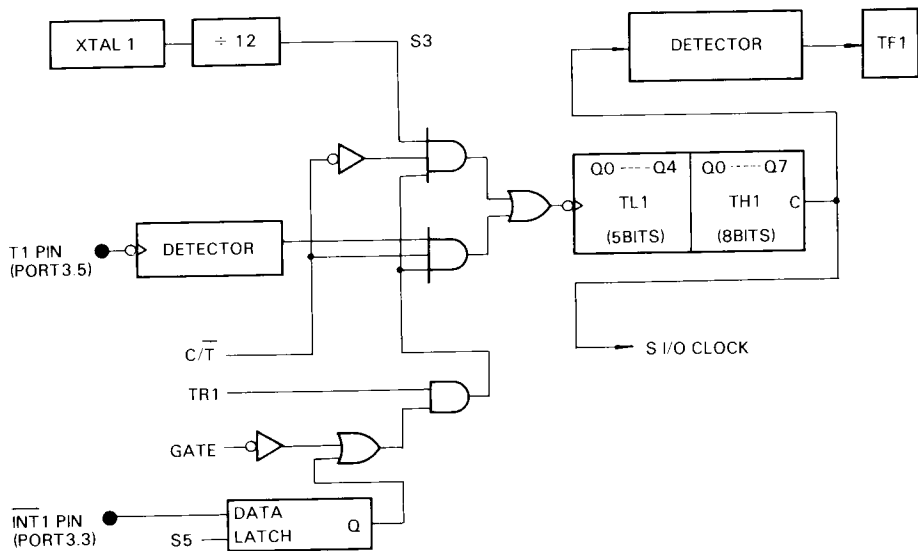 XTAL 1
÷ 12
S3
DETECTOR
TF1
Q0 ----- Q4
Q0 ----- Q7
TL1
TH1
C
(5BITS)
(8BITS)
T1 PIN
(PORT3.5)
DETECTOR
C/T̅
S I/O CLOCK
TR1
GATE
I̅N̅T̅1 PIN
(PORT3.3)
DATA
LATCH
Q
S5